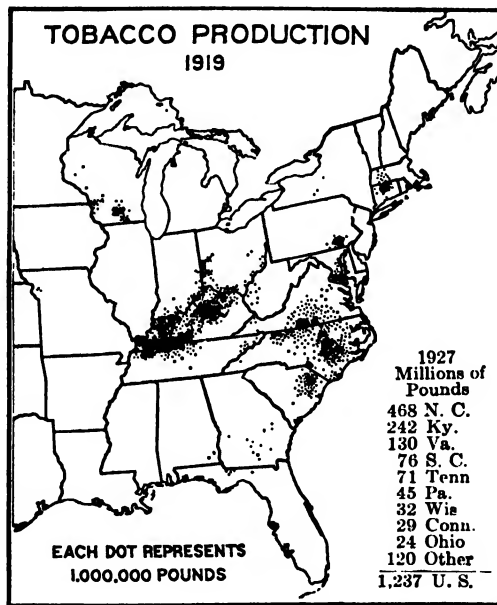 TOBACCO PRODUCTION
1919
1927
Millions of
Pounds
468 N. C.
242 Ky.
130 Va.
76 S. C.
71 Tenn
45 Pa.
32 Wis
29 Conn.
24 Ohio
120 Other
1,237 U. S.
EACH DOT REPRESENTS
1.000.000 POUNDS